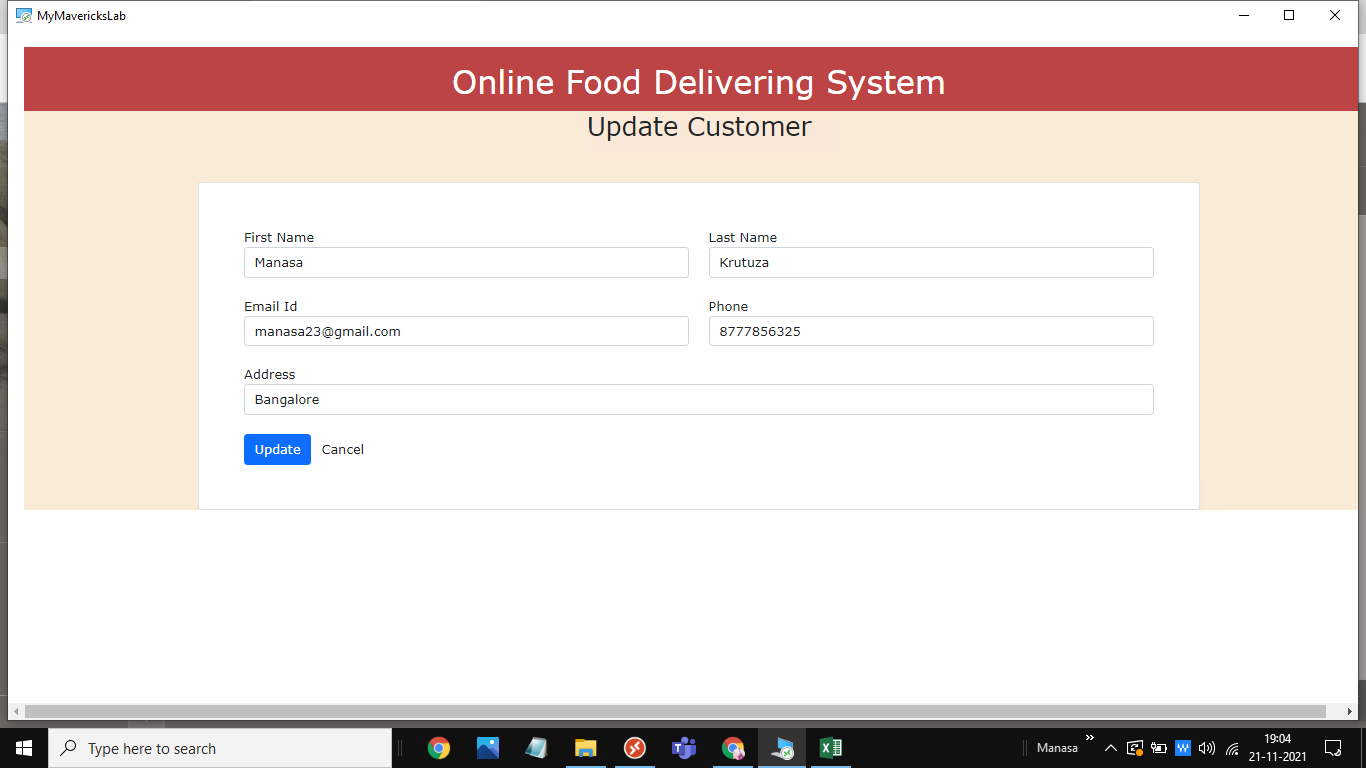 MyMavericksLab
Online Food Delivering System
Update Customer
First Name
Last Name
Manasa
Krutuza
Email Id
Phone
manasa23@gmail.com
8777856325
Address
Bangalore
Update Cancel
Type here to search
Manasa
19:04
21-11-2021